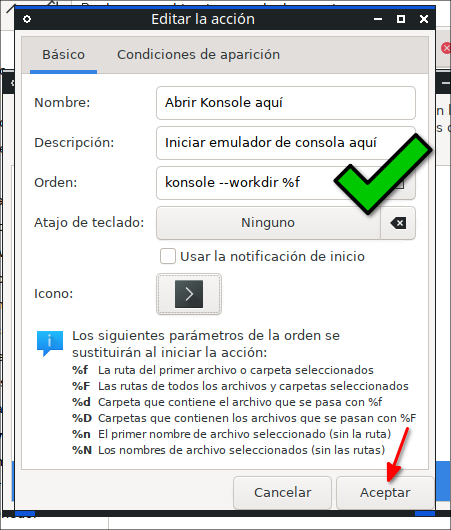 Editar la acción
Básico
Condiciones de aparición
Nombre:
Abrir Konsole aquí
Descripción:
Iniciar emulador de consola aquí
Orden:
konsole --workdir %f
Atajo de teclado:
Ninguno
Usar la notificación de inicio
Icono:
Los siguientes parámetros de la orden se
sustituirán al iniciar la acción:
%f La ruta del primer archivo o carpeta seleccionados
%F Las rutas de todos los archivos y carpetas seleccionados
%d Carpeta que contiene el archivo que se pasa con %f
%D Carpetas que contienen los archivos que se pasan con %F
%n El primer nombre de archivo seleccionado (sin la ruta)
%N Los nombres de archivo seleccionados (sin las rutas)
Cancelar
Aceptar